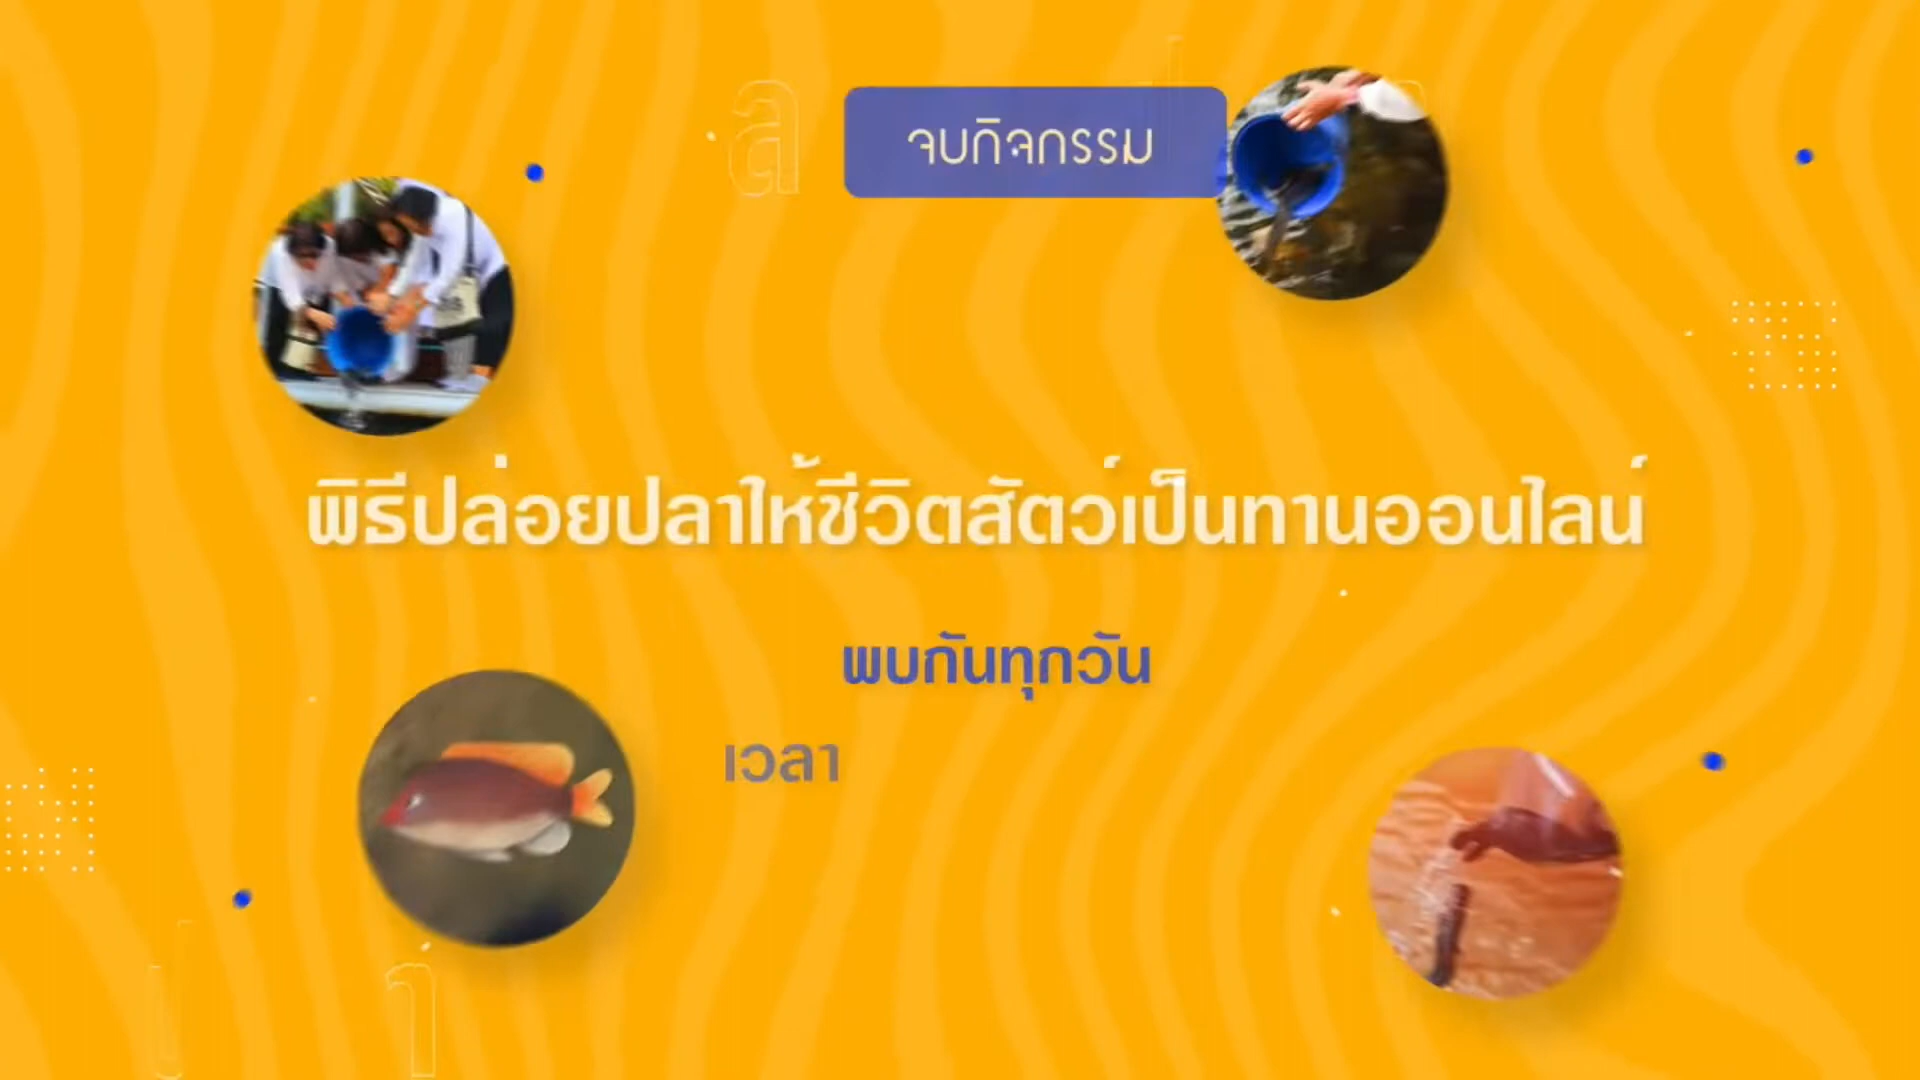 จบกิจกรรม
พิธีปล่อยปลาให้ชีวิตสัตว์เป็นทานออนไลน์
พบกันทุกวัน
เวลา